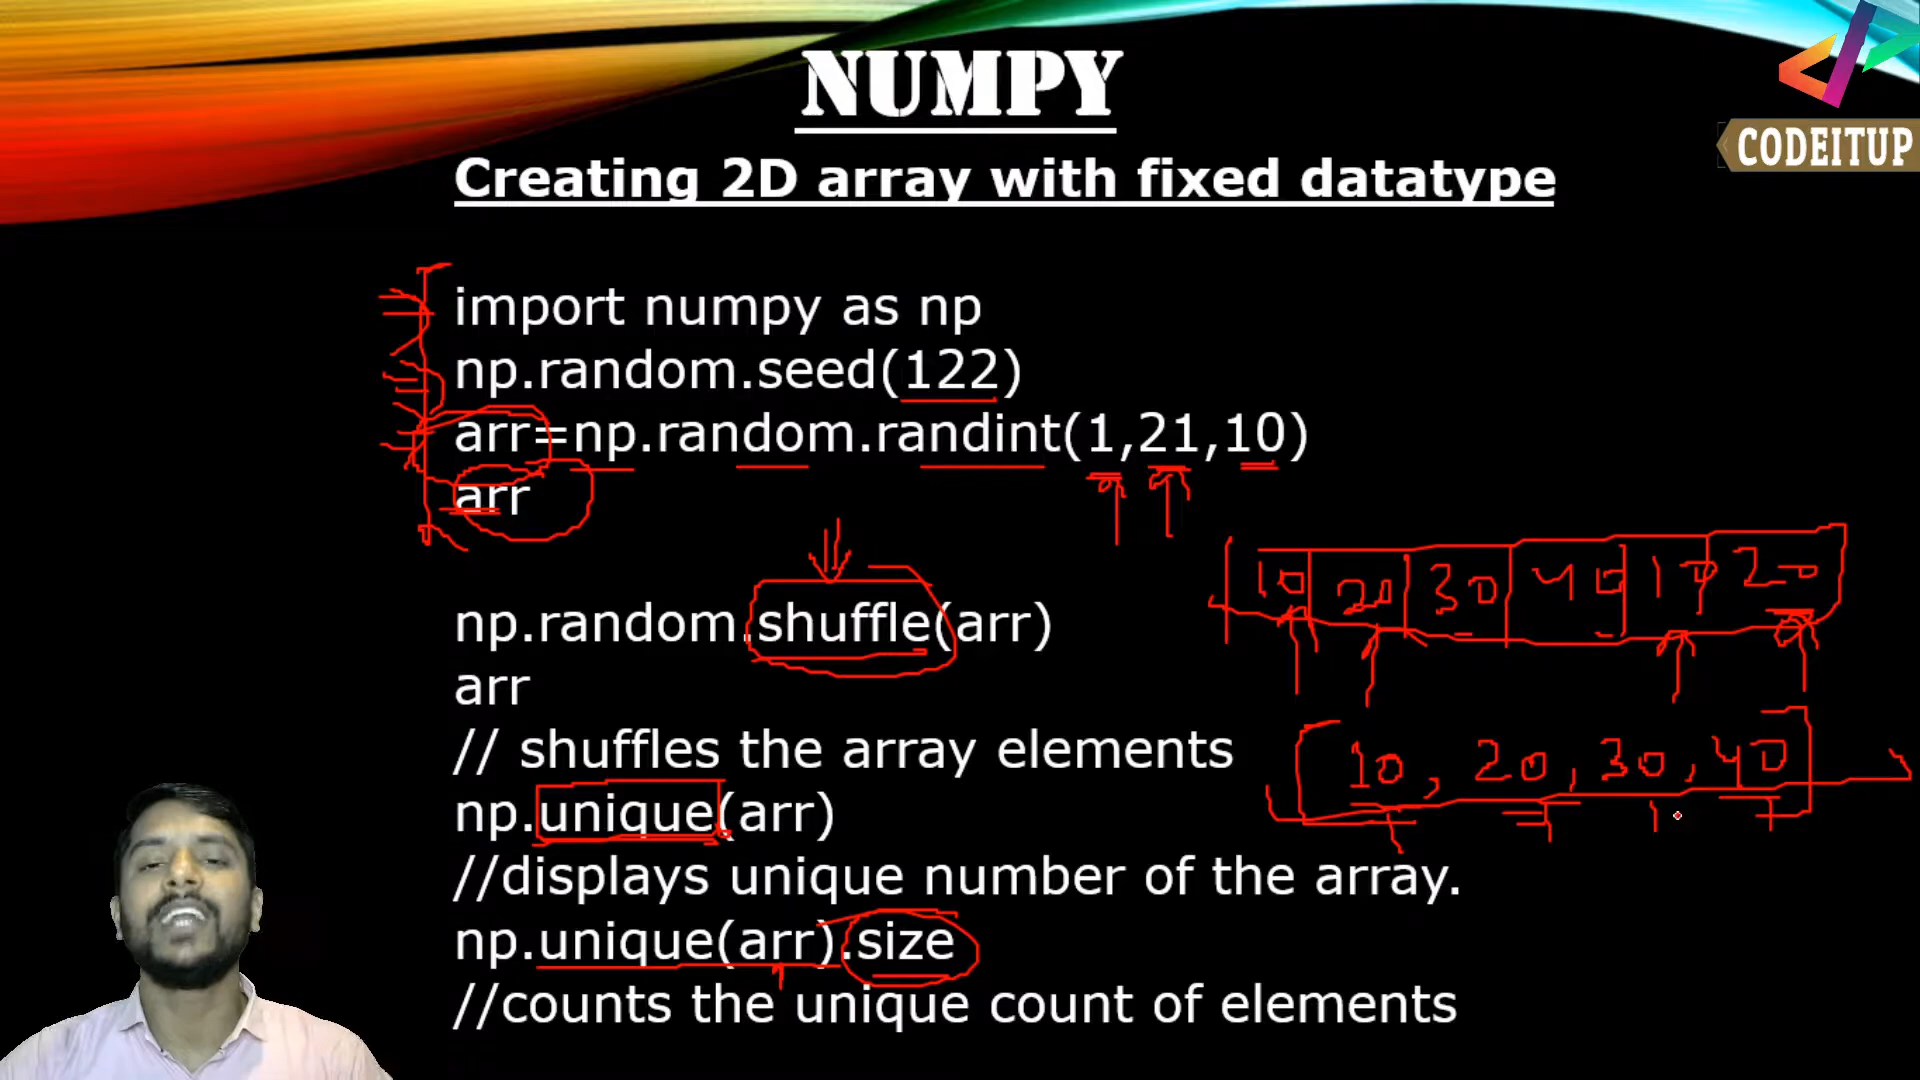 NUMPY
CODEITUP
Creating 2D array with fixed datatype
import numpy as np
np.random.seed(122)
arr=np.random.randint(1,21,10)
arr
10 20 30 40 10 20
np.random.shuffle(arr)
arr
// shuffles the array elements
[10, 20, 30, 40]
np.unique(arr)
//displays unique number of the array.
np.unique(arr).size
//counts the unique count of elements